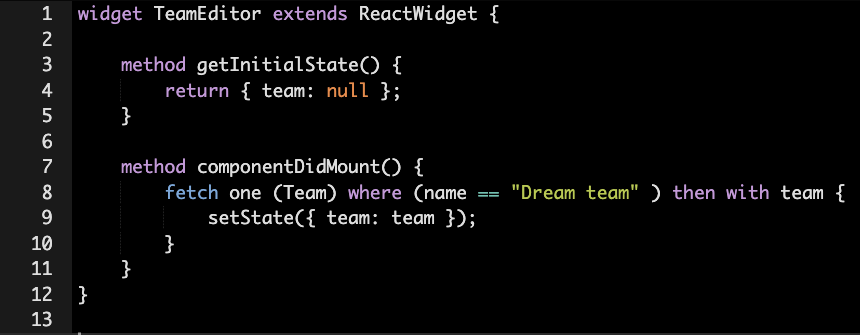 1 widget TeamEditor extends ReactWidget {
2
3     method getInitialState() {
4         return { team: null };
5     }
6
7     method componentDidMount() {
8         fetch one (Team) where (name == "Dream team" ) then with team {
9             setState({ team: team });
10         }
11     }
12 }
13